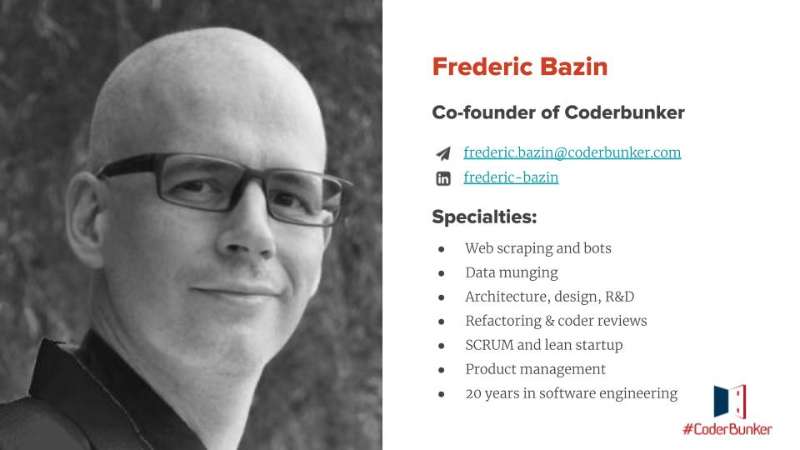 Frederic Bazin
Co-founder of Coderbunker
frederic.bazin@coderbunker.com
in frederic-bazin
Specialties:
● Web scraping and bots
● Data munging
● Architecture, design, R&D
● Refactoring & coder reviews
● SCRUM and lean startup
● Product management
● 20 years in software engineering
#CoderBunker